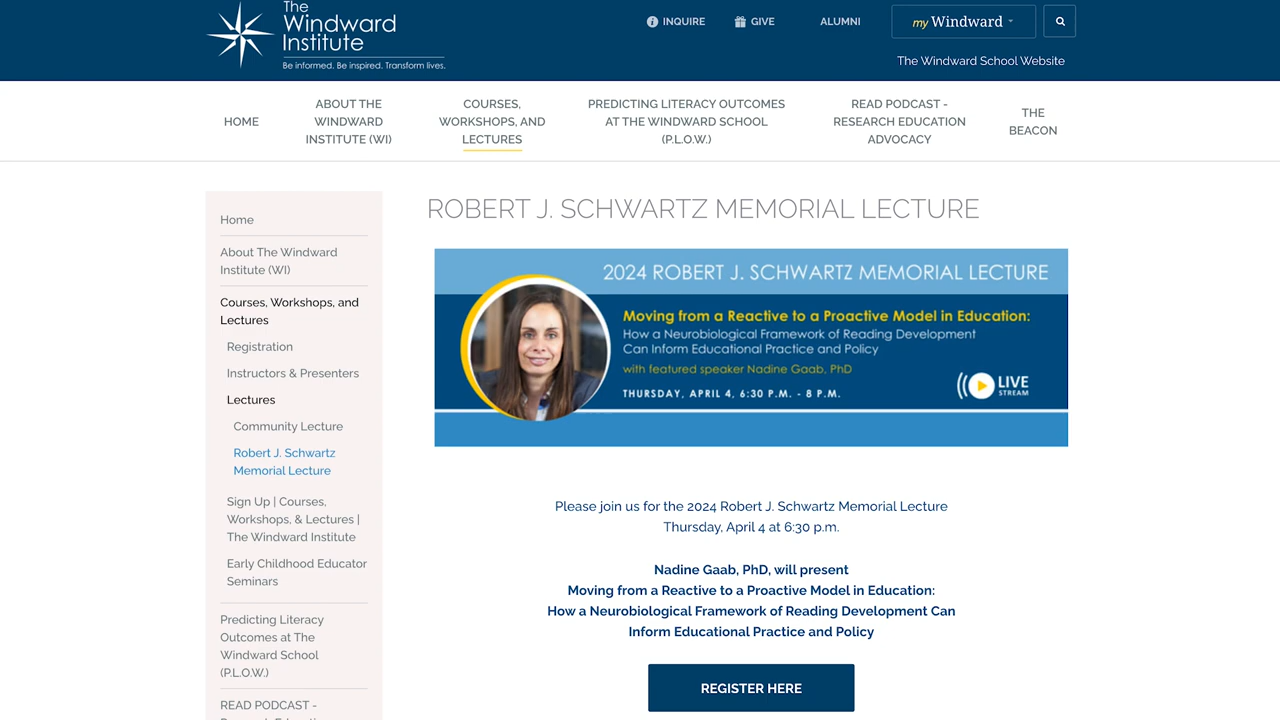 The
Windward
Institute
Be informed. Be inspired. Transform lives.
INQUIRE
GIVE
ALUMNI
my Windward
The Windward School Website
HOME
ABOUT THE
WINDWARD
INSTITUTE (WI)
COURSES,
WORKSHOPS, AND
LECTURES
PREDICTING LITERACY OUTCOMES
AT THE WINDWARD SCHOOL
(P.L.O.W.)
READ PODCAST -
RESEARCH EDUCATION
ADVOCACY
THE
BEACON
Home
About The Windward
Institute (WI)
Courses, Workshops, and
Lectures
Registration
Instructors & Presenters
Lectures
Community Lecture
Robert J. Schwartz
Memorial Lecture
Sign Up | Courses,
Workshops, & Lectures |
The Windward Institute
Early Childhood Educator
Seminars
Predicting Literacy
Outcomes at The
Windward School
(P.L.O.W.)
READ PODCAST -
ROBERT J. SCHWARTZ MEMORIAL LECTURE
2024 ROBERT J. SCHWARTZ MEMORIAL LECTURE
Moving from a Reactive to a Proactive Model in Education:
How a Neurobiological Framework of Reading Development
Can Inform Educational Practice and Policy
with featured speaker Nadine Gaab, PhD
THURSDAY, APRIL 4, 6:30 P.M. - 8 P.M.
LIVE
STREAM
Please join us for the 2024 Robert J. Schwartz Memorial Lecture
Thursday, April 4 at 6:30 p.m.
Nadine Gaab, PhD, will present
Moving from a Reactive to a Proactive Model in Education:
How a Neurobiological Framework of Reading Development Can
Inform Educational Practice and Policy
REGISTER HERE